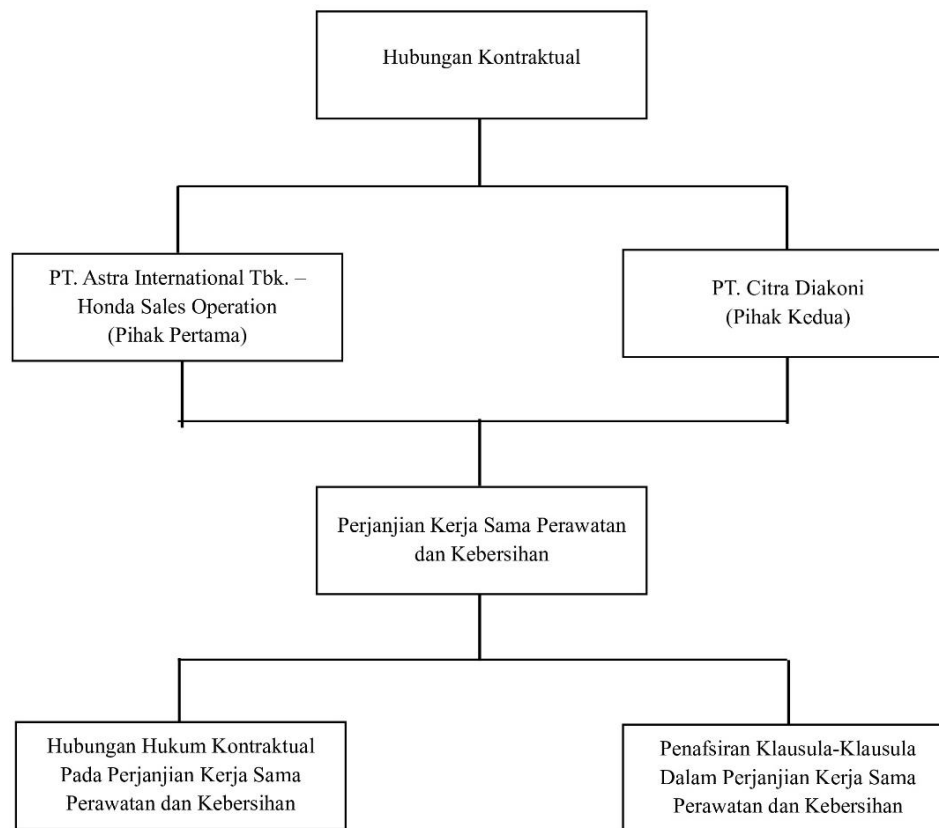 Hubungan Kontraktual
PT. Astra International Tbk. –
Honda Sales Operation
(Pihak Pertama)
PT. Citra Diakoni
(Pihak Kedua)
Perjanjian Kerja Sama Perawatan
dan Kebersihan
Hubungan Hukum Kontraktual
Pada Perjanjian Kerja Sama
Perawatan dan Kebersihan
Penafsiran Klausula-Klausula
Dalam Perjanjian Kerja Sama
Perawatan dan Kebersihan